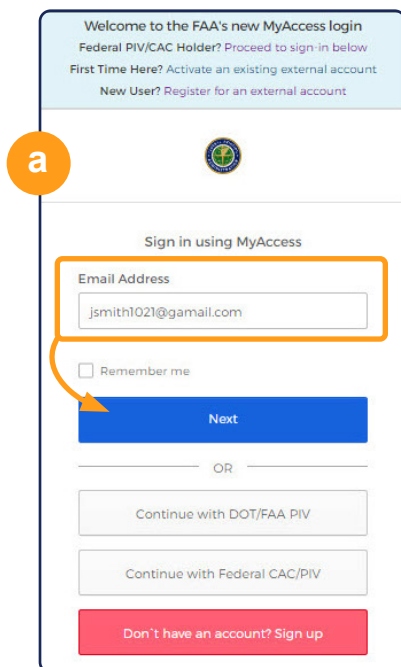 Welcome to the FAA's new MyAccess login
Federal PIV/CAC Holder? Proceed to sign-in below
First Time Here? Activate an existing external account
New User? Register for an external account
a
Sign in using MyAccess
Email Address
jsmith1021@gamail.com
Remember me
Next
OR
Continue with DOT/FAA PIV
Continue with Federal CAC/PIV
Don`t have an account? Sign up